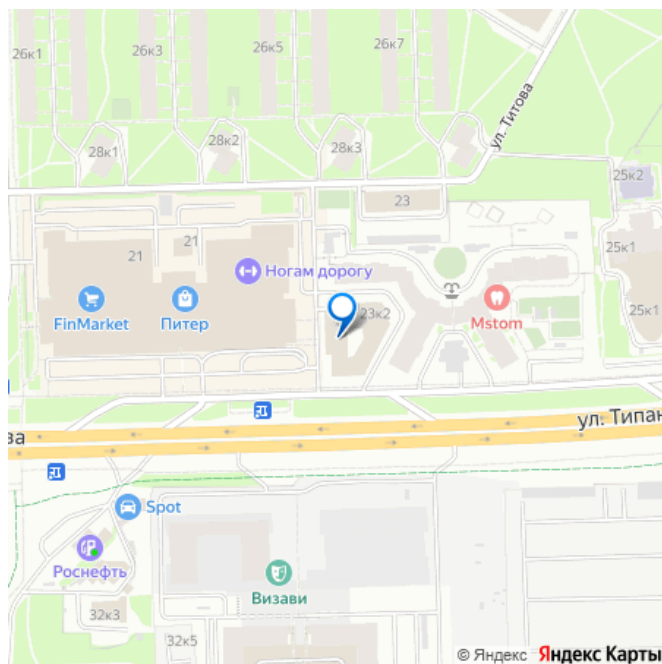 26к1
26к3
26к5
26к7
ул. Титова
28к1
28к2
28к3
25к2
23
21
21
25к1
Ногам дорогу
FinMarket
Питер
23к2
Mstom
25к1
ул. Типан
ва
Spot
Роснефть
Визави
32к3
32к5
© Яндекс Яндекс Карты